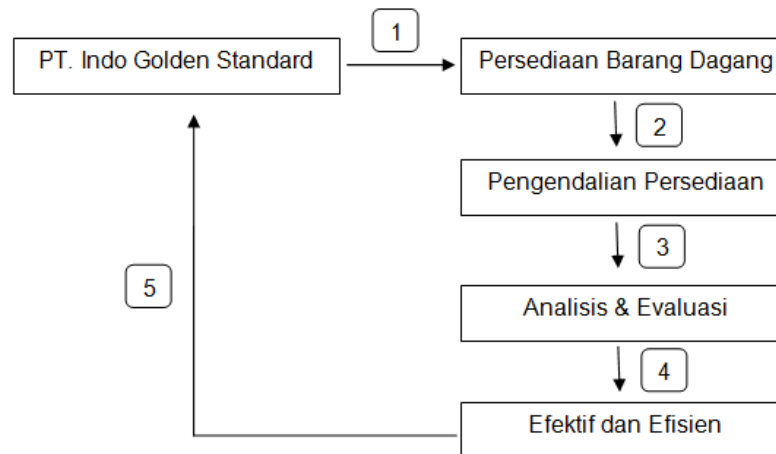 1
PT. Indo Golden Standard
Persediaan Barang Dagang
2
Pengendalian Persediaan
3
5
Analisis & Evaluasi
4
Efektif dan Efisien